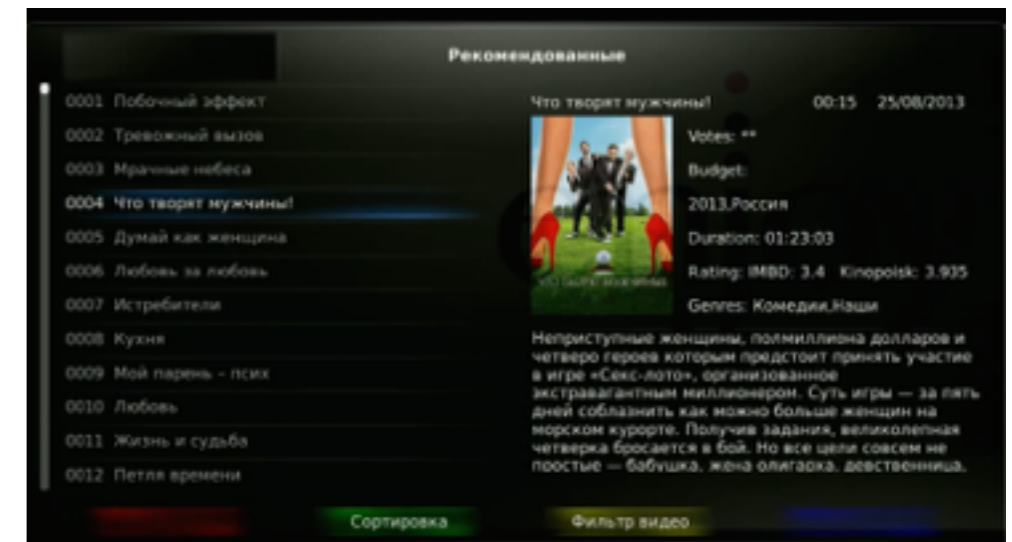 Рекомендованные
0001 Побочный эффект
0002 Тревожный вызов
0003 Мрачные небеса
0004 Что творят мужчины!
0005 Думай как женщина
0006 Любовь за любовь
0007 Истребители
0008 Кухня
0009 Мой парень – псих
0010 Любовь
0011 Жизнь и судьба
0012 Петля времени
Что творят мужчины! 00:15 25/08/2013
Votes: **
Budget:
2013,Россия
Duration: 01:23:03
Rating: IMBD: 3.4 Kinopoisk: 3.935
Genres: Комедии,Наши
Неприступные женщины, полмиллиона долларов и
четверо героев которым предстоит принять участие
в игре «Секс-лото», организованное
экстравагантным миллионером. Суть игры — за пять
дней соблазнить как можно больше женщин на
морском курорте. Получив задания, великолепная
четверка бросается в бой. Но все цели совсем не
простые — бабушка, жена олигарха, девственница,
Сортировка
Фильтр видео